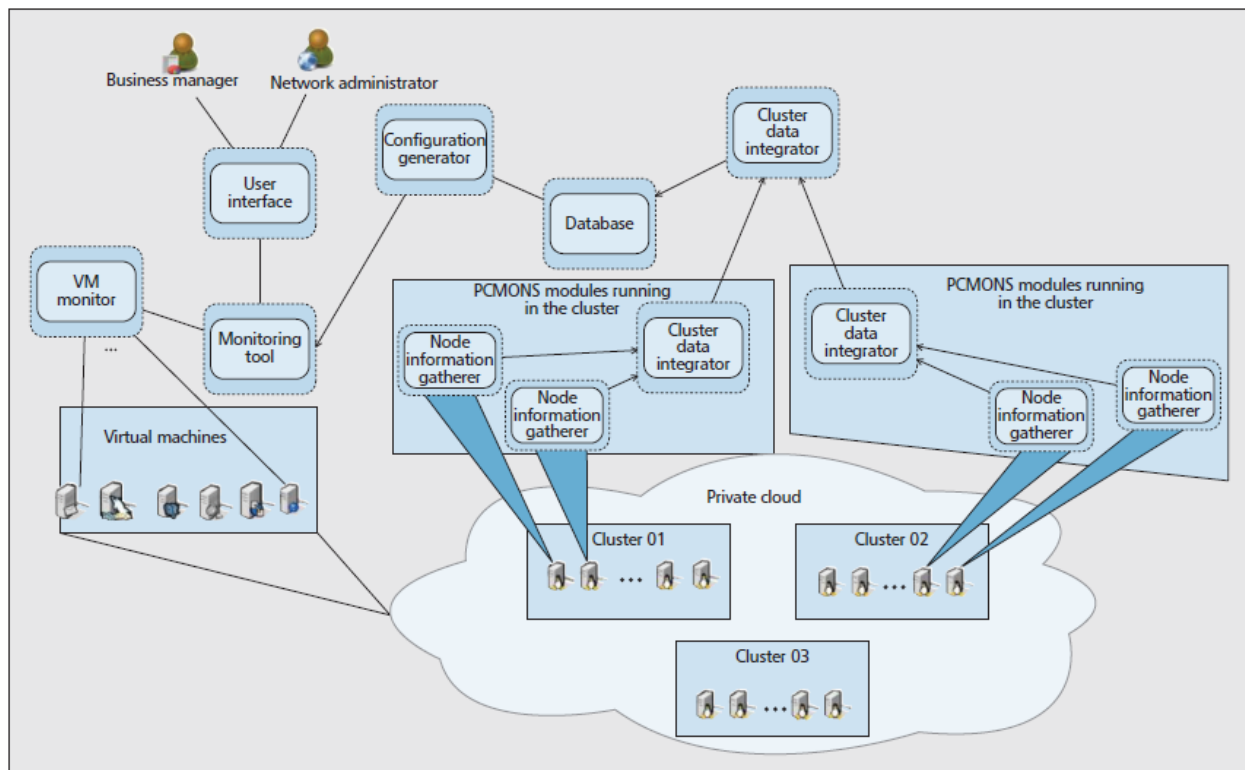 Business manager
Network administrator
Configuration
generator
Cluster
data
integrator
User
interface
Database
VM
monitor
...
Monitoring
tool
PCMONS modules running
in the cluster
Node
information
gatherer
Cluster
data
integrator
Node
information
gatherer
PCMONS modules running
in the cluster
Cluster
data
integrator
Node
information
gatherer
Node
information
gatherer
Virtual machines
Private cloud
Cluster 01
...
Cluster 02
...
Cluster 03
...